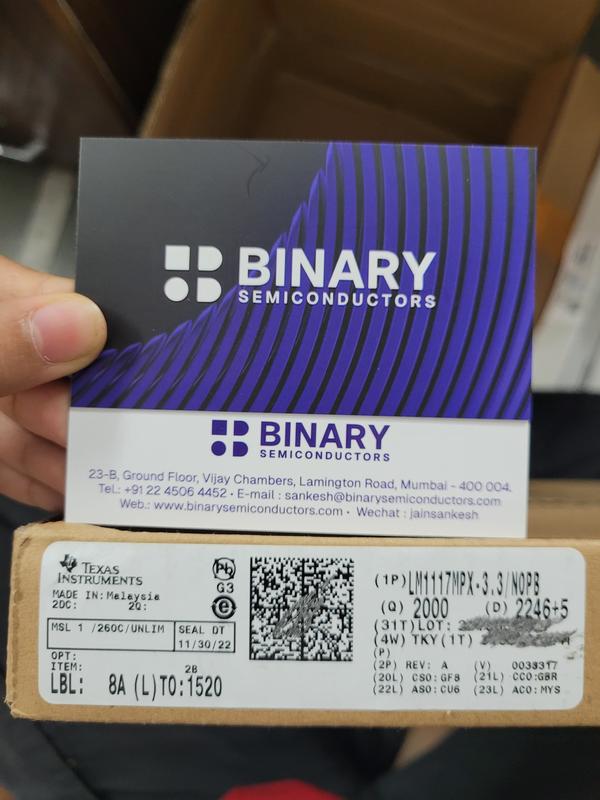 BINARY
SEMICONDUCTORS
BINARY
SEMICONDUCTORS
23-B, Ground Floor, Vijay Chambers, Lamington Road, Mumbai - 400 004.
Tel.: +91 22 4506 4452 • E-mail : sankesh@binarysemiconductors.com
Web.: www.binarysemiconductors.com • Wechat : jainsankesh
TEXAS
INSTRUMENTS
MADE IN: Malaysia
2DC: 2Q:
MSL 1 /260C/UNLIM
SEAL DT
11/30/22
OPT:
ITEM:
2B
LBL: 8A (L)TO:1520
Pb
G3
e
(1P)LM1117MPX-3.3/NOPB
(Q) 2000 (D) 2246+5
(31T)LOT:
(4W) TKY(1T)
(P)
(2P) REV: A (V) 0033317
(20L) CSO:GF8 (21L) CCO:GBR
(22L) ASO:CU6 (23L) ACO:MYS